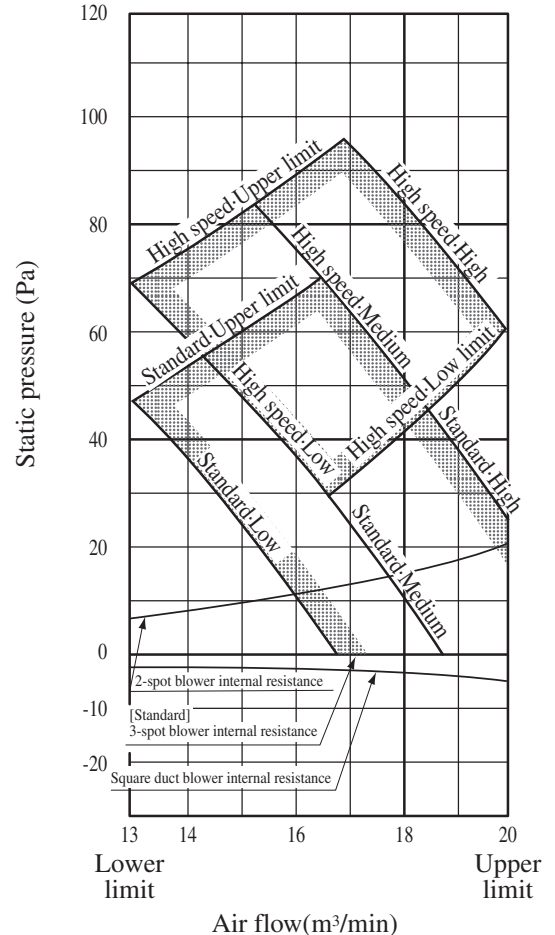 120
100
80
60
40
20
0
-10
-20
Static pressure (Pa)
High speed·Upper limit
High speed·High
High speed·Medium
Standard·Upper limit
High speed·Low limit
High speed·Low
Standard·High
Standard·Low
Standard·Medium
2-spot blower internal resistance
[Standard]
3-spot blower internal resistance
Square duct blower internal resistance
13 14 16 18 20
Lower
limit
Upper
limit
Air flow(m³/min)